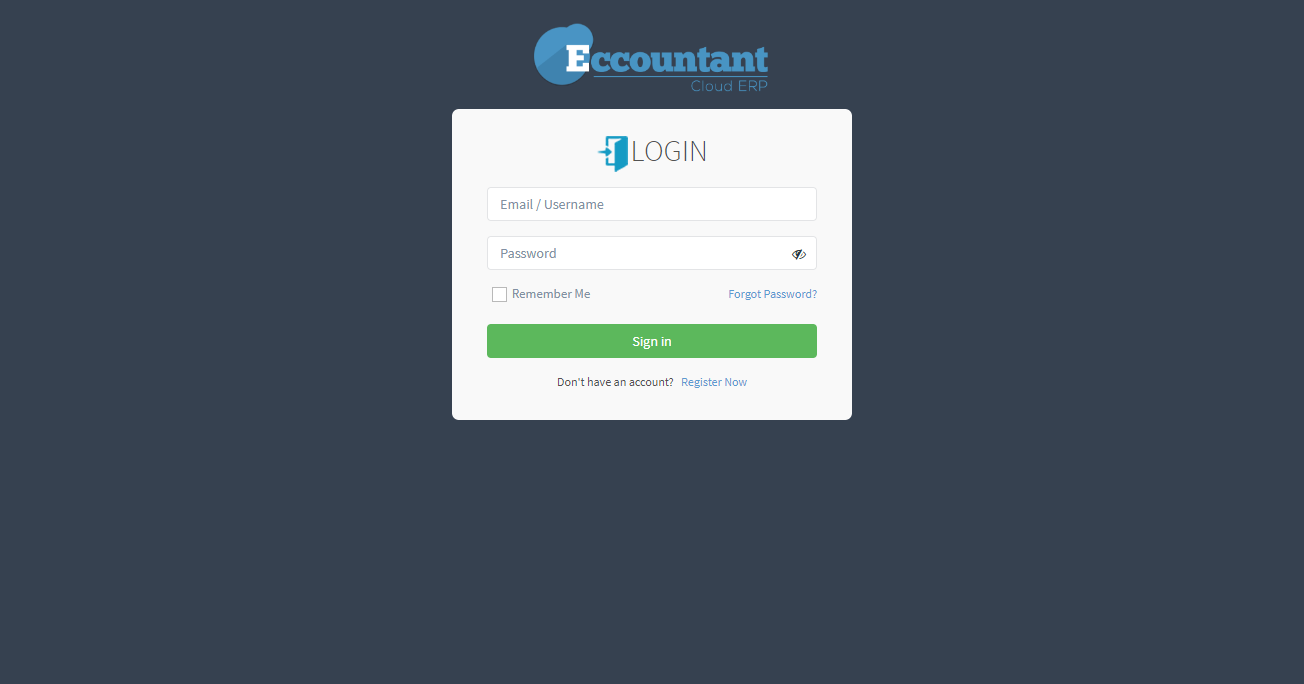 Eccountant
Cloud ERP
LOGIN
Email / Username
Password
Remember Me
Forgot Password?
Sign in
Don't have an account? Register Now